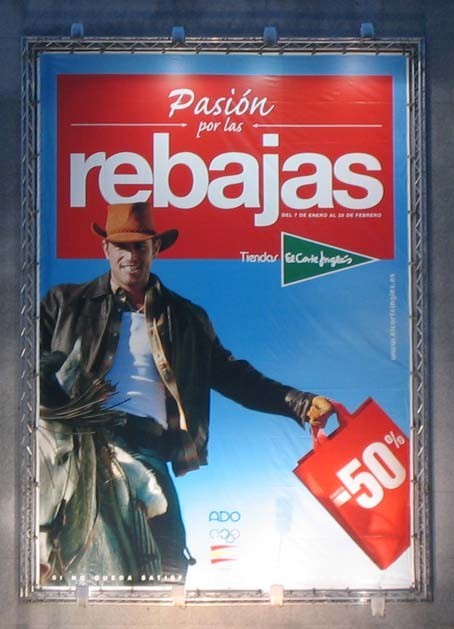 Pasión
por las
rebajas
DEL 7 DE ENERO AL 28 DE FEBRERO
Tiendas El Corte Inglés
www.elcorteingles.es
-50%
ADO
SI NO QUEDA SATISF